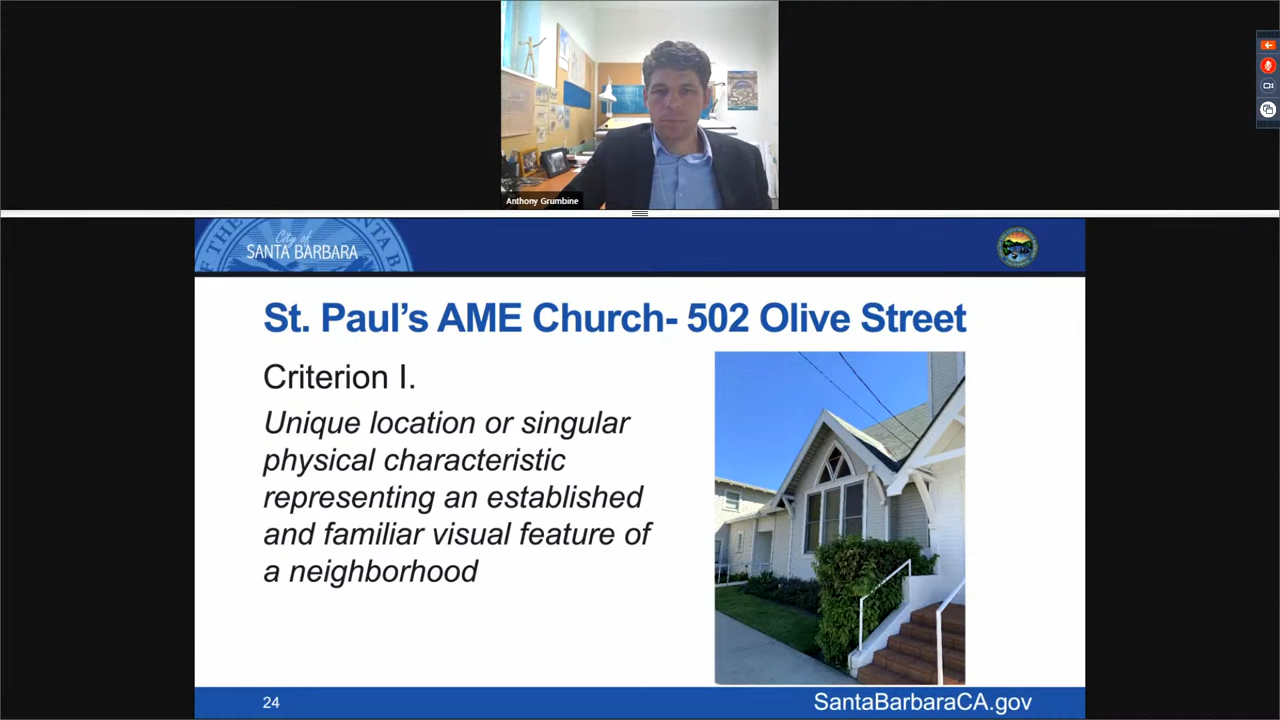 Anthony Grumbine
City of
SANTA BARBARA
St. Paul's AME Church- 502 Olive Street
Criterion I.
Unique location or singular
physical characteristic
representing an established
and familiar visual feature of
a neighborhood
24
SantaBarbaraCA.gov